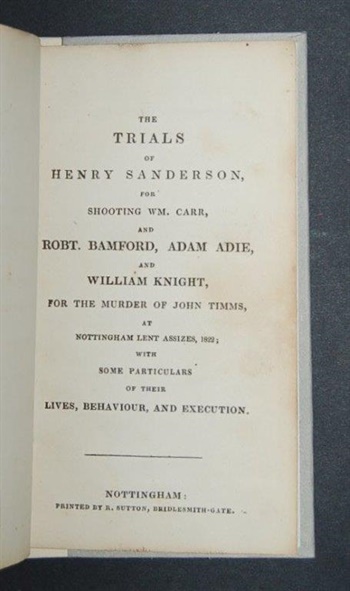 THE
TRIALS
OF
HENRY SANDERSON,
FOR
SHOOTING WM. CARR,
AND
ROBT. BAMFORD, ADAM ADIE,
AND
WILLIAM KNIGHT,
FOR THE MURDER OF JOHN TIMMS,
AT
NOTTINGHAM LENT ASSIZES, 1822;
WITH
SOME PARTICULARS
OF THEIR
LIVES, BEHAVIOUR, AND EXECUTION.
NOTTINGHAM:
PRINTED BY R. SUTTON, BRIDLESMITH-GATE.